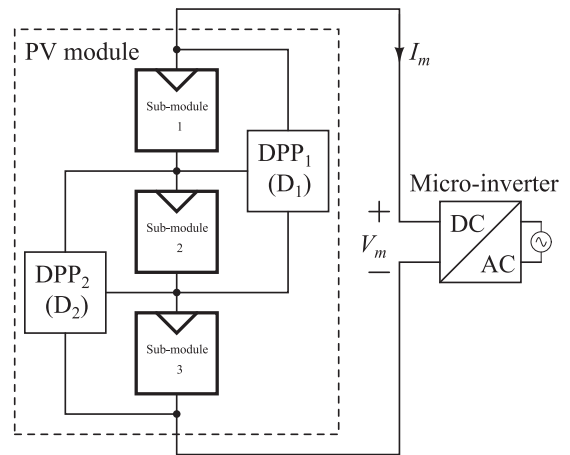 PV module
I_m
Sub-module
1
DPP_1
(D_1)
Micro-inverter
Sub-module
2
+
V_m
−
DC
AC
DPP_2
(D_2)
Sub-module
3